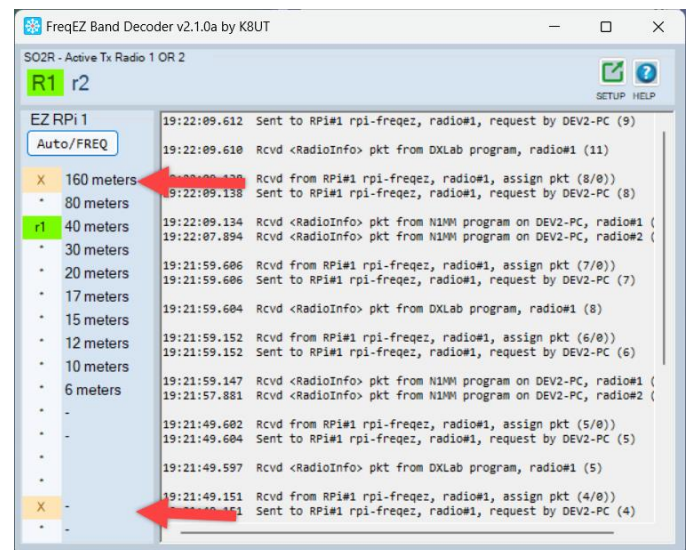 FreqEZ Band Decoder v2.1.0a by K8UT
SO2R - Active Tx Radio 1 OR 2
R1 r2
SETUP HELP
EZ RPi 1
Auto/FREQ
X 160 meters
* 80 meters
r1 40 meters
* 30 meters
* 20 meters
* 17 meters
* 15 meters
* 12 meters
* 10 meters
* 6 meters
* -
* -
*
*
X -
* -
19:22:09.612 Sent to RPi#1 rpi-freqez, radio#1, request by DEV2-PC (9)
19:22:09.610 Rcvd <RadioInfo> pkt from DXLab program, radio#1 (11)
Rcvd from RPi#1 rpi-freqez, radio#1, assign pkt (8/0))
19:22:09.138 Sent to RPi#1 rpi-freqez, radio#1, request by DEV2-PC (8)
19:22:09.134 Rcvd <RadioInfo> pkt from N1MM program on DEV2-PC, radio#1 (
19:22:07.894 Rcvd <RadioInfo> pkt from N1MM program on DEV2-PC, radio#2 (
19:21:59.606 Rcvd from RPi#1 rpi-freqez, radio#1, assign pkt (7/0))
19:21:59.606 Sent to RPi#1 rpi-freqez, radio#1, request by DEV2-PC (7)
19:21:59.604 Rcvd <RadioInfo> pkt from DXLab program, radio#1 (8)
19:21:59.152 Rcvd from RPi#1 rpi-freqez, radio#1, assign pkt (6/0))
19:21:59.152 Sent to RPi#1 rpi-freqez, radio#1, request by DEV2-PC (6)
19:21:59.147 Rcvd <RadioInfo> pkt from N1MM program on DEV2-PC, radio#1 (
19:21:57.881 Rcvd <RadioInfo> pkt from N1MM program on DEV2-PC, radio#2 (
19:21:49.602 Rcvd from RPi#1 rpi-freqez, radio#1, assign pkt (5/0))
19:21:49.604 Sent to RPi#1 rpi-freqez, radio#1, request by DEV2-PC (5)
19:21:49.597 Rcvd <RadioInfo> pkt from DXLab program, radio#1 (5)
19:21:49.151 Rcvd from RPi#1 rpi-freqez, radio#1, assign pkt (4/0))
Sent to RPi#1 rpi-freqez, radio#1, request by DEV2-PC (4)